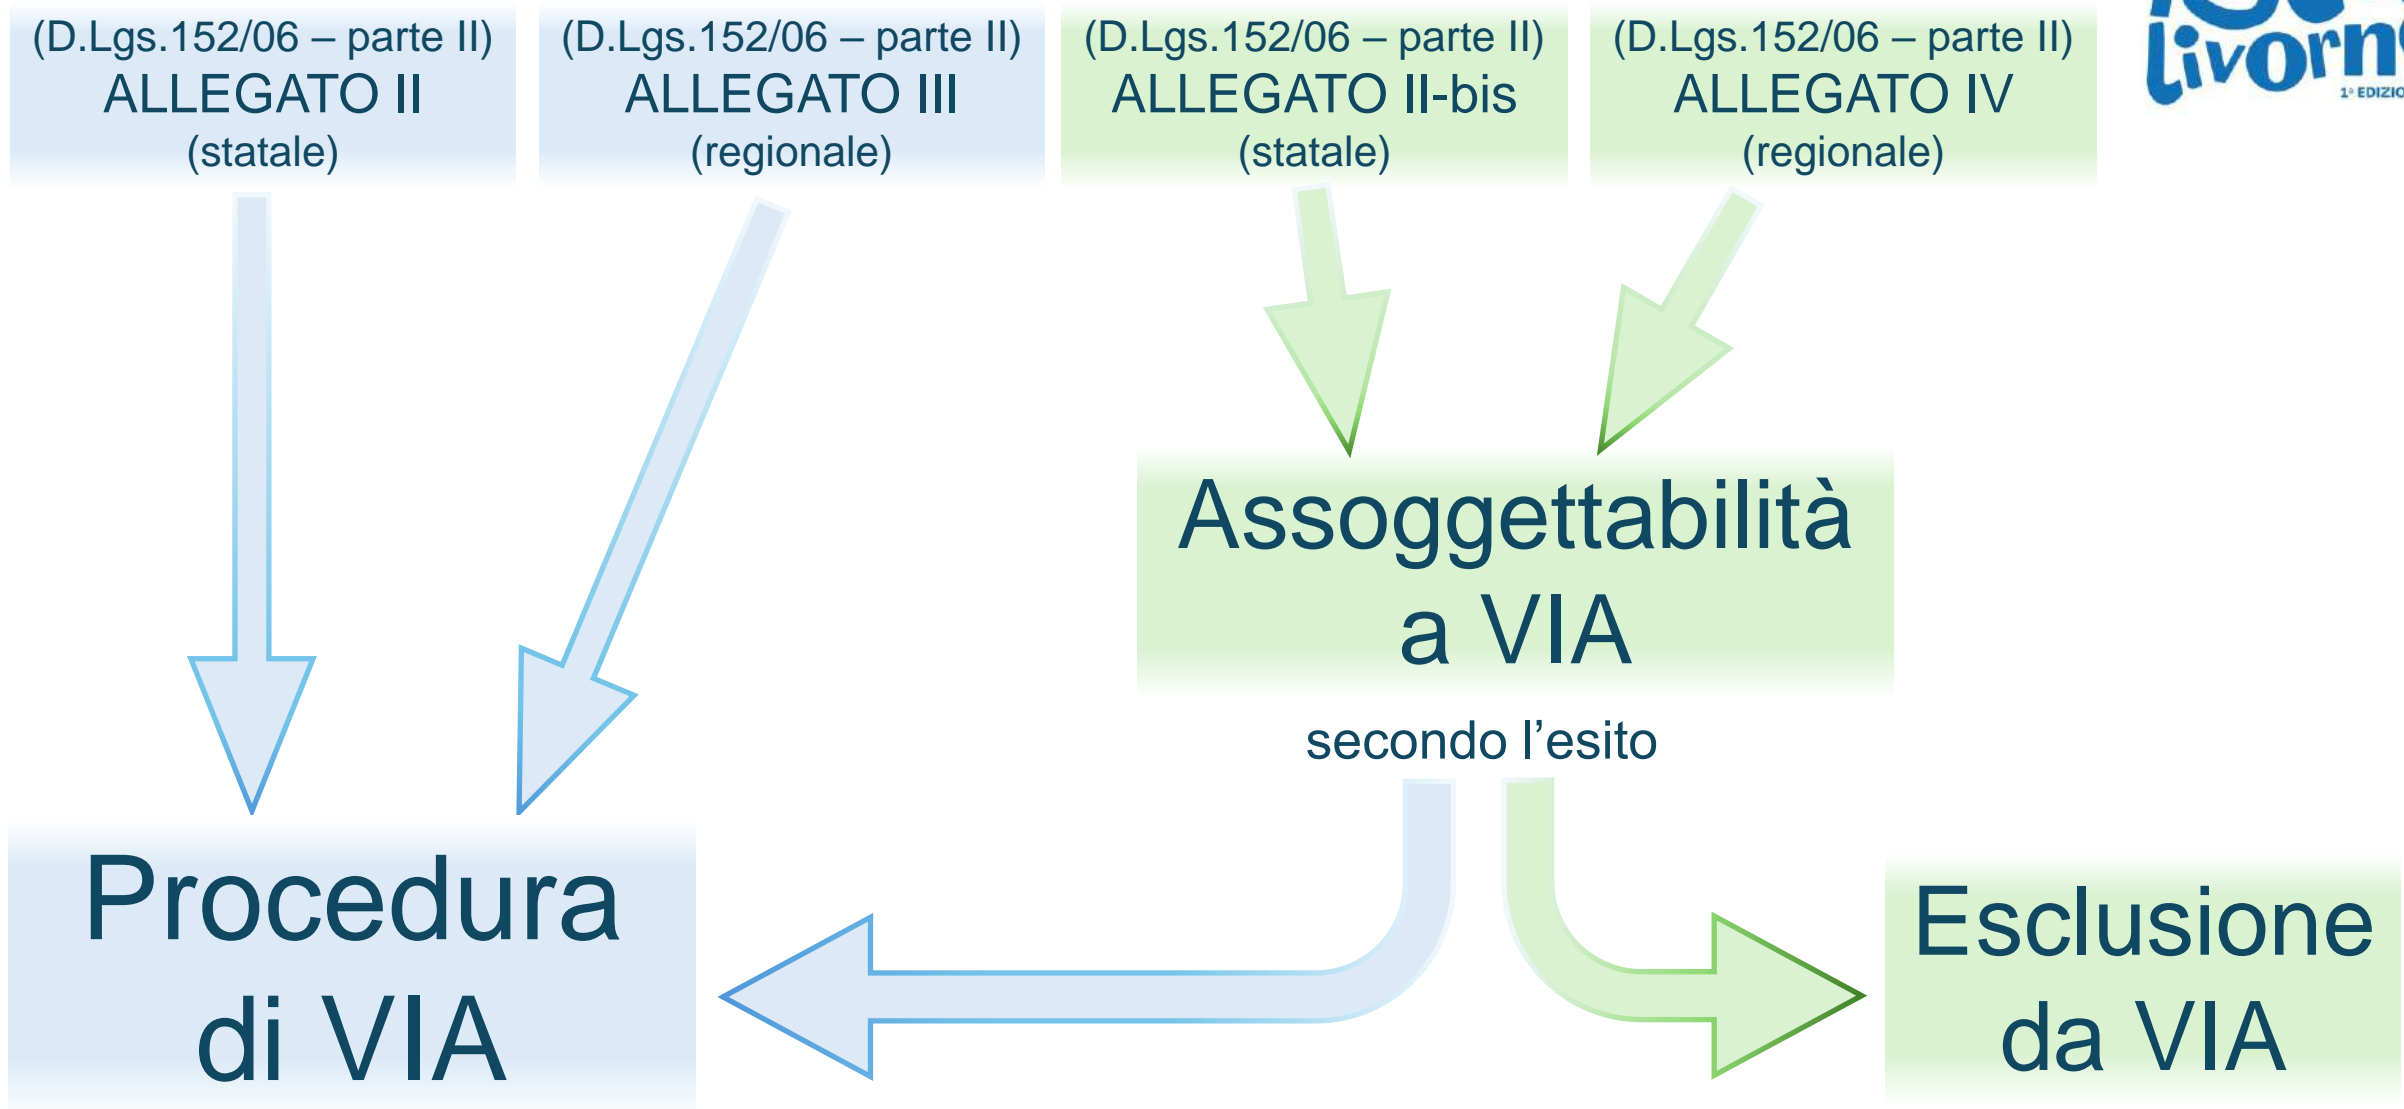 (D.Lgs.152/06 – parte II)
ALLEGATO II
(statale)
(D.Lgs.152/06 – parte II)
ALLEGATO III
(regionale)
(D.Lgs.152/06 – parte II)
ALLEGATO II-bis
(statale)
(D.Lgs.152/06 – parte II)
ALLEGATO IV
(regionale)
Assoggettabilità
a VIA
secondo l’esito
Procedura
di VIA
Esclusione
da VIA